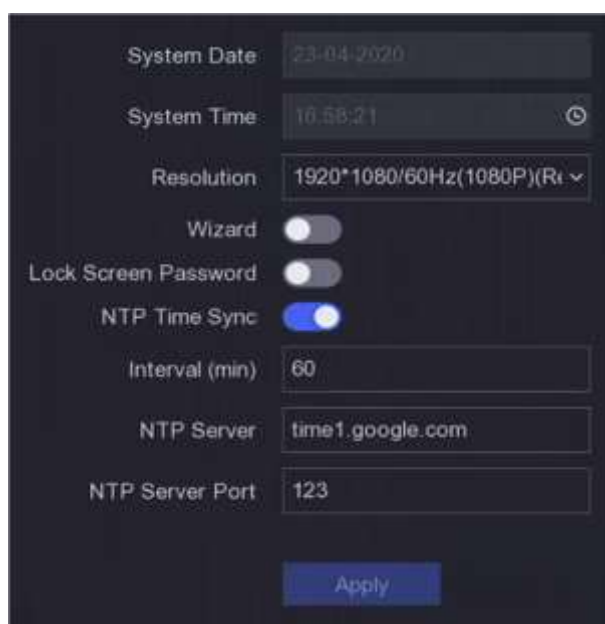 System Date 23-04-2020
System Time 16:58:21
Resolution 1920*1080/60Hz(1080P)(Re
Wizard
Lock Screen Password
NTP Time Sync
Interval (min) 60
NTP Server time1.google.com
NTP Server Port 123
Apply